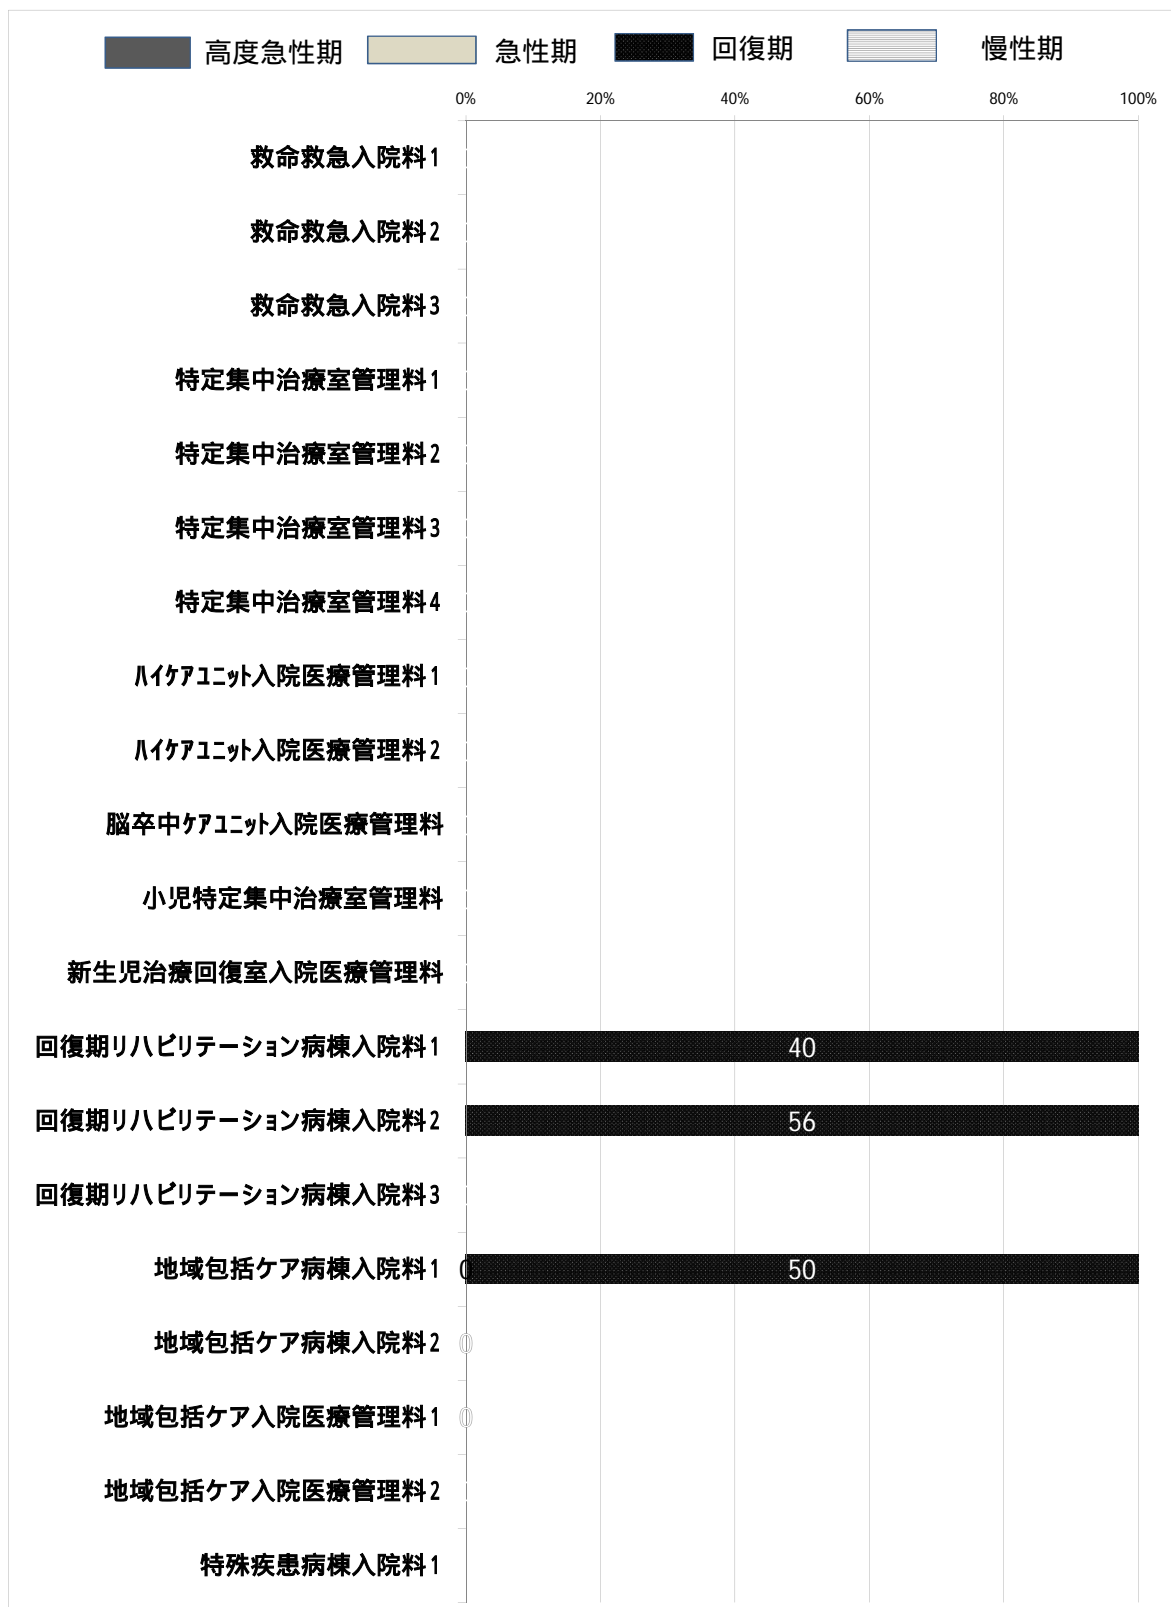 高度急性期 急性期 回復期 慢性期
0% 20% 40% 60% 80% 100%
救命救急入院料1
救命救急入院料2
救命救急入院料3
特定集中治療室管理料1
特定集中治療室管理料2
特定集中治療室管理料3
特定集中治療室管理料4
ﾊｲｹｱﾕﾆｯﾄ入院医療管理料1
ﾊｲｹｱﾕﾆｯﾄ入院医療管理料2
脳卒中ｹｱﾕﾆｯﾄ入院医療管理料
小児特定集中治療室管理料
新生児治療回復室入院医療管理料
回復期リハビリテーション病棟入院料1 40
回復期リハビリテーション病棟入院料2 56
回復期リハビリテーション病棟入院料3
地域包括ケア病棟入院料1 0 50
地域包括ケア病棟入院料2 0
地域包括ケア入院医療管理料1 0
地域包括ケア入院医療管理料2
特殊疾患病棟入院料1